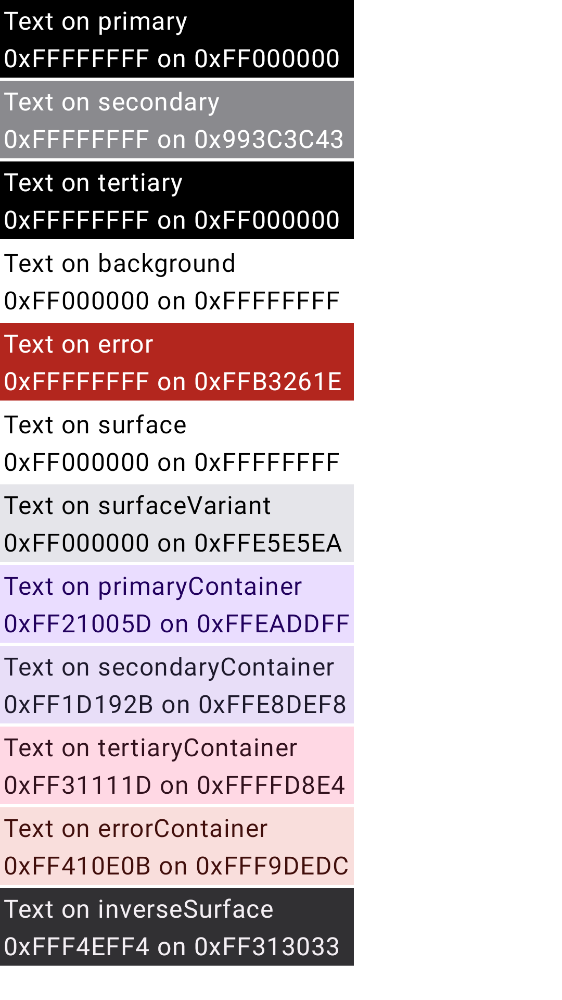 Text on primary
0xFFFFFFFF on 0xFF000000
Text on secondary
0xFFFFFFFF on 0x993C3C43
Text on tertiary
0xFFFFFFFF on 0xFF000000
Text on background
0xFF000000 on 0xFFFFFFFF
Text on error
0xFFFFFFFF on 0xFFB3261E
Text on surface
0xFF000000 on 0xFFFFFFFF
Text on surfaceVariant
0xFF000000 on 0xFFE5E5EA
Text on primaryContainer
0xFF21005D on 0xFFEADDFF
Text on secondaryContainer
0xFF1D192B on 0xFFE8DEF8
Text on tertiaryContainer
0xFF31111D on 0xFFFFD8E4
Text on errorContainer
0xFF410E0B on 0xFFF9DEDC
Text on inverseSurface
0xFFF4EFF4 on 0xFF313033